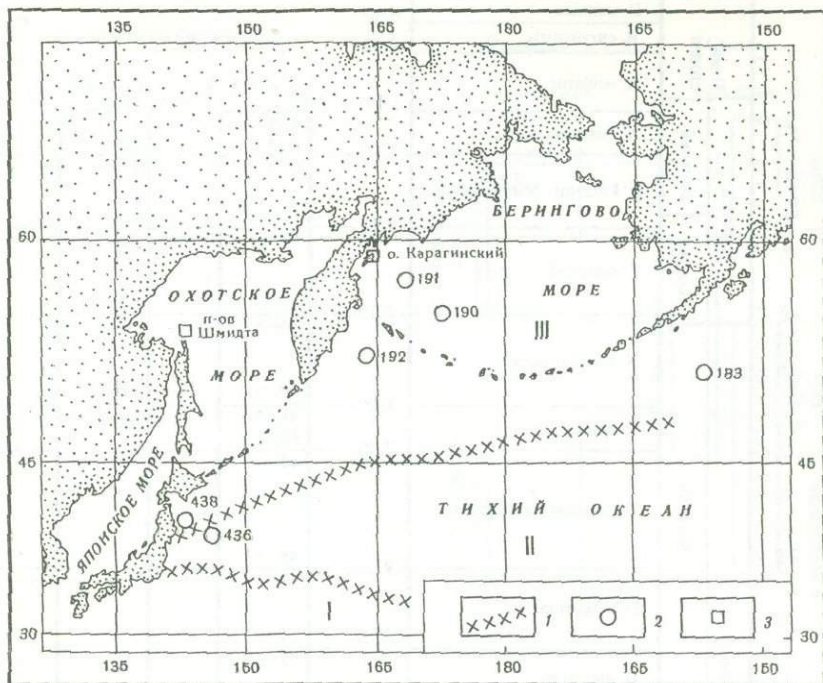 135 150 165 180 165 150
60 60
БЕРИНГОВО
о. Карагинский
191
ОХОТСКОЕ
МОРЕ
190
п-ов
Шмидта
III
192
МОРЕ
183
45 45
ЯПОНСКОЕ МОРЕ
438
ТИХИЙ ОКЕАН
436
II
I
1 2 3
30 30
135 150 165 180 165 150